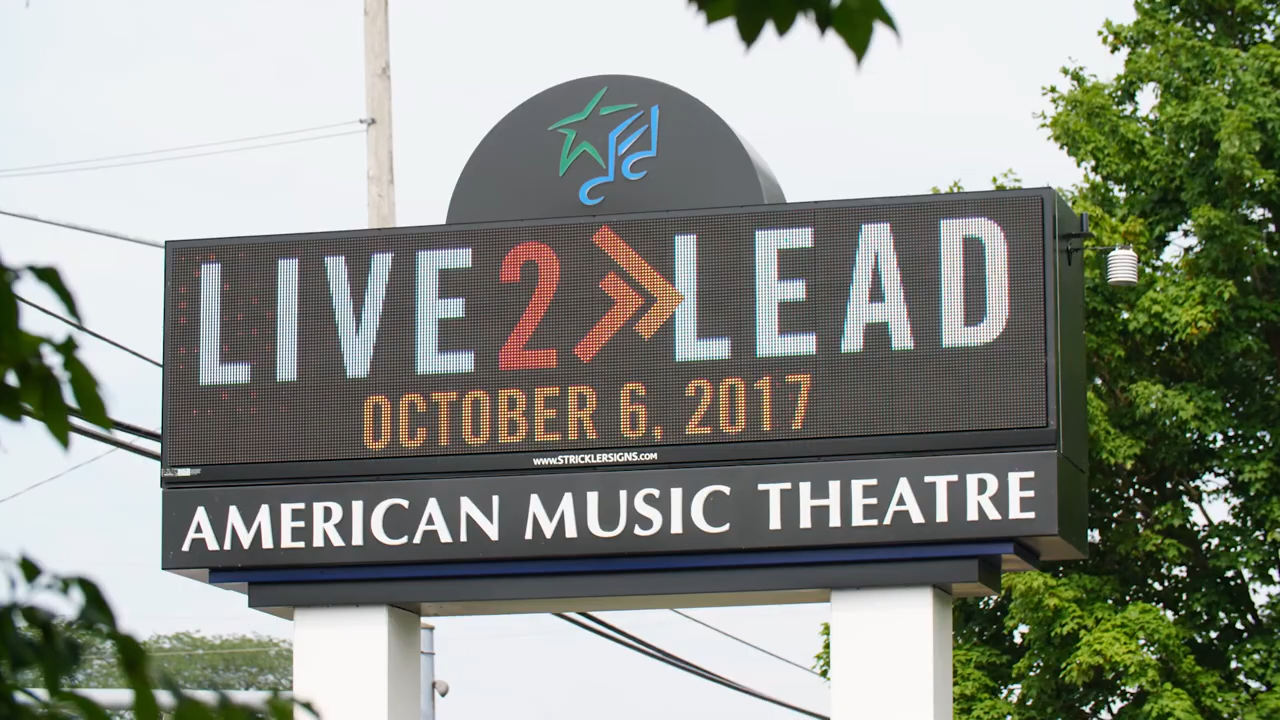 LIVE2LEAD
OCTOBER 6, 2017
WWW.STRICKLERSIGNS.COM
AMERICAN MUSIC THEATRE